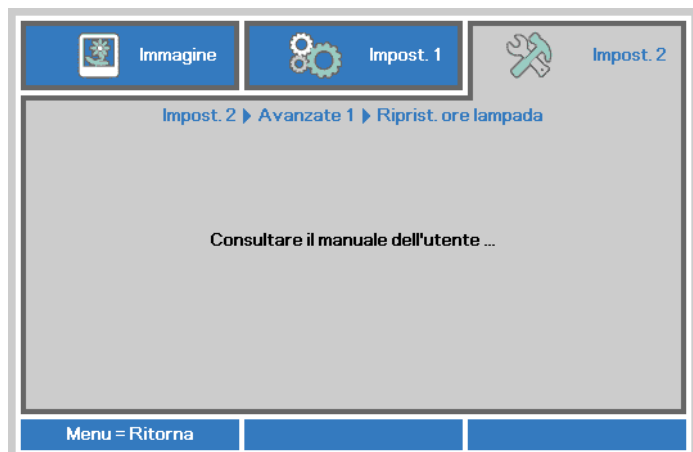 Immagine
Impost. 1
Impost. 2
Impost. 2 ▶ Avanzate 1 ▶ Riprist. ore lampada
Consultare il manuale dell'utente ...
Menu = Ritorna